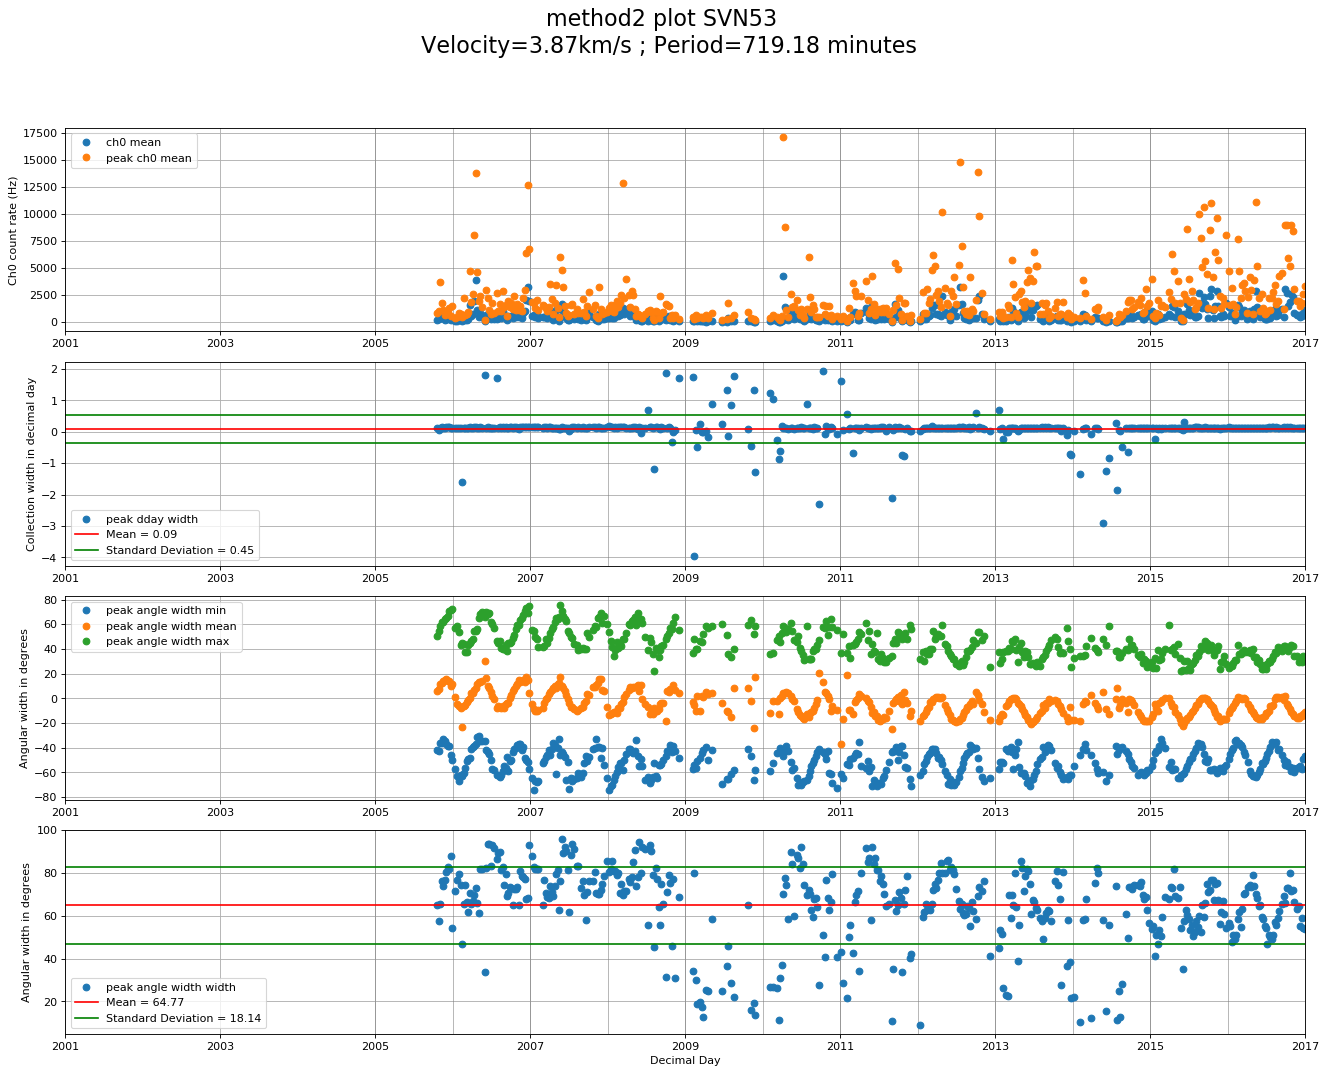 method2 plot SVN53
Velocity=3.87km/s ; Period=719.18 minutes
17500
15000
12500
10000
7500
5000
2500
0
Ch0 count rate (Hz)
ch0 mean
peak ch0 mean
2001 2003 2005 2007 2009 2011 2013 2015 2017
2
1
0
−1
−2
−3
−4
Collection width in decimal day
peak dday width
Mean = 0.09
Standard Deviation = 0.45
2001 2003 2005 2007 2009 2011 2013 2015 2017
80
60
40
20
0
−20
−40
−60
−80
Angular width in degrees
peak angle width min
peak angle width mean
peak angle width max
2001 2003 2005 2007 2009 2011 2013 2015 2017
100
80
60
40
20
Angular width in degrees
peak angle width width
Mean = 64.77
Standard Deviation = 18.14
2001 2003 2005 2007 2009 2011 2013 2015 2017
Decimal Day